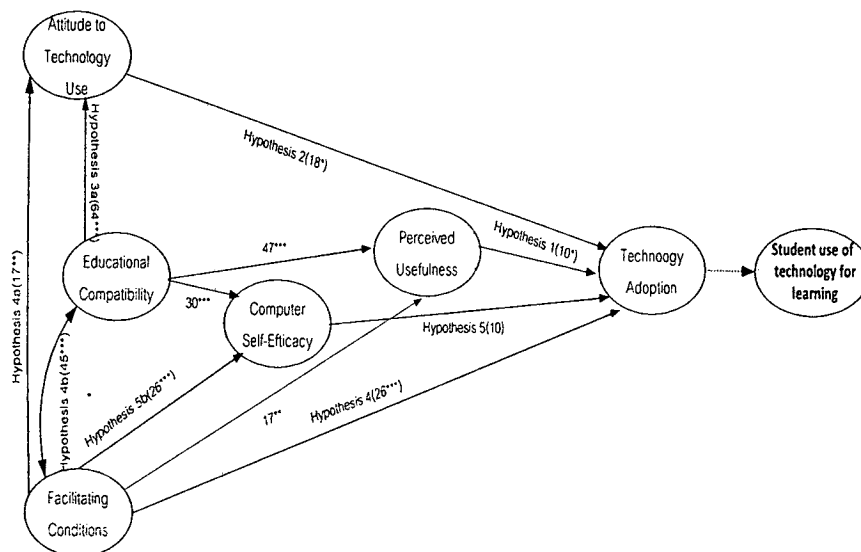 Attitude to
Technology
Use
Hypothesis 2(18*)
Hypothesis 3a(64***)
Hypothesis 4a(17**)
Educational
Compatibility
47***
30***
Perceived
Usefulness
Hypothesis 1(10*)
Computer
Self-Efficacy
Technoogy
Adoption
Student use of
technology for
learning
Hypothesis 5(10)
Hypothesis 4b(45***)
Hypothesis 5b(26***)
17**
Hypothesis 4(26***)
Facilitating
Conditions